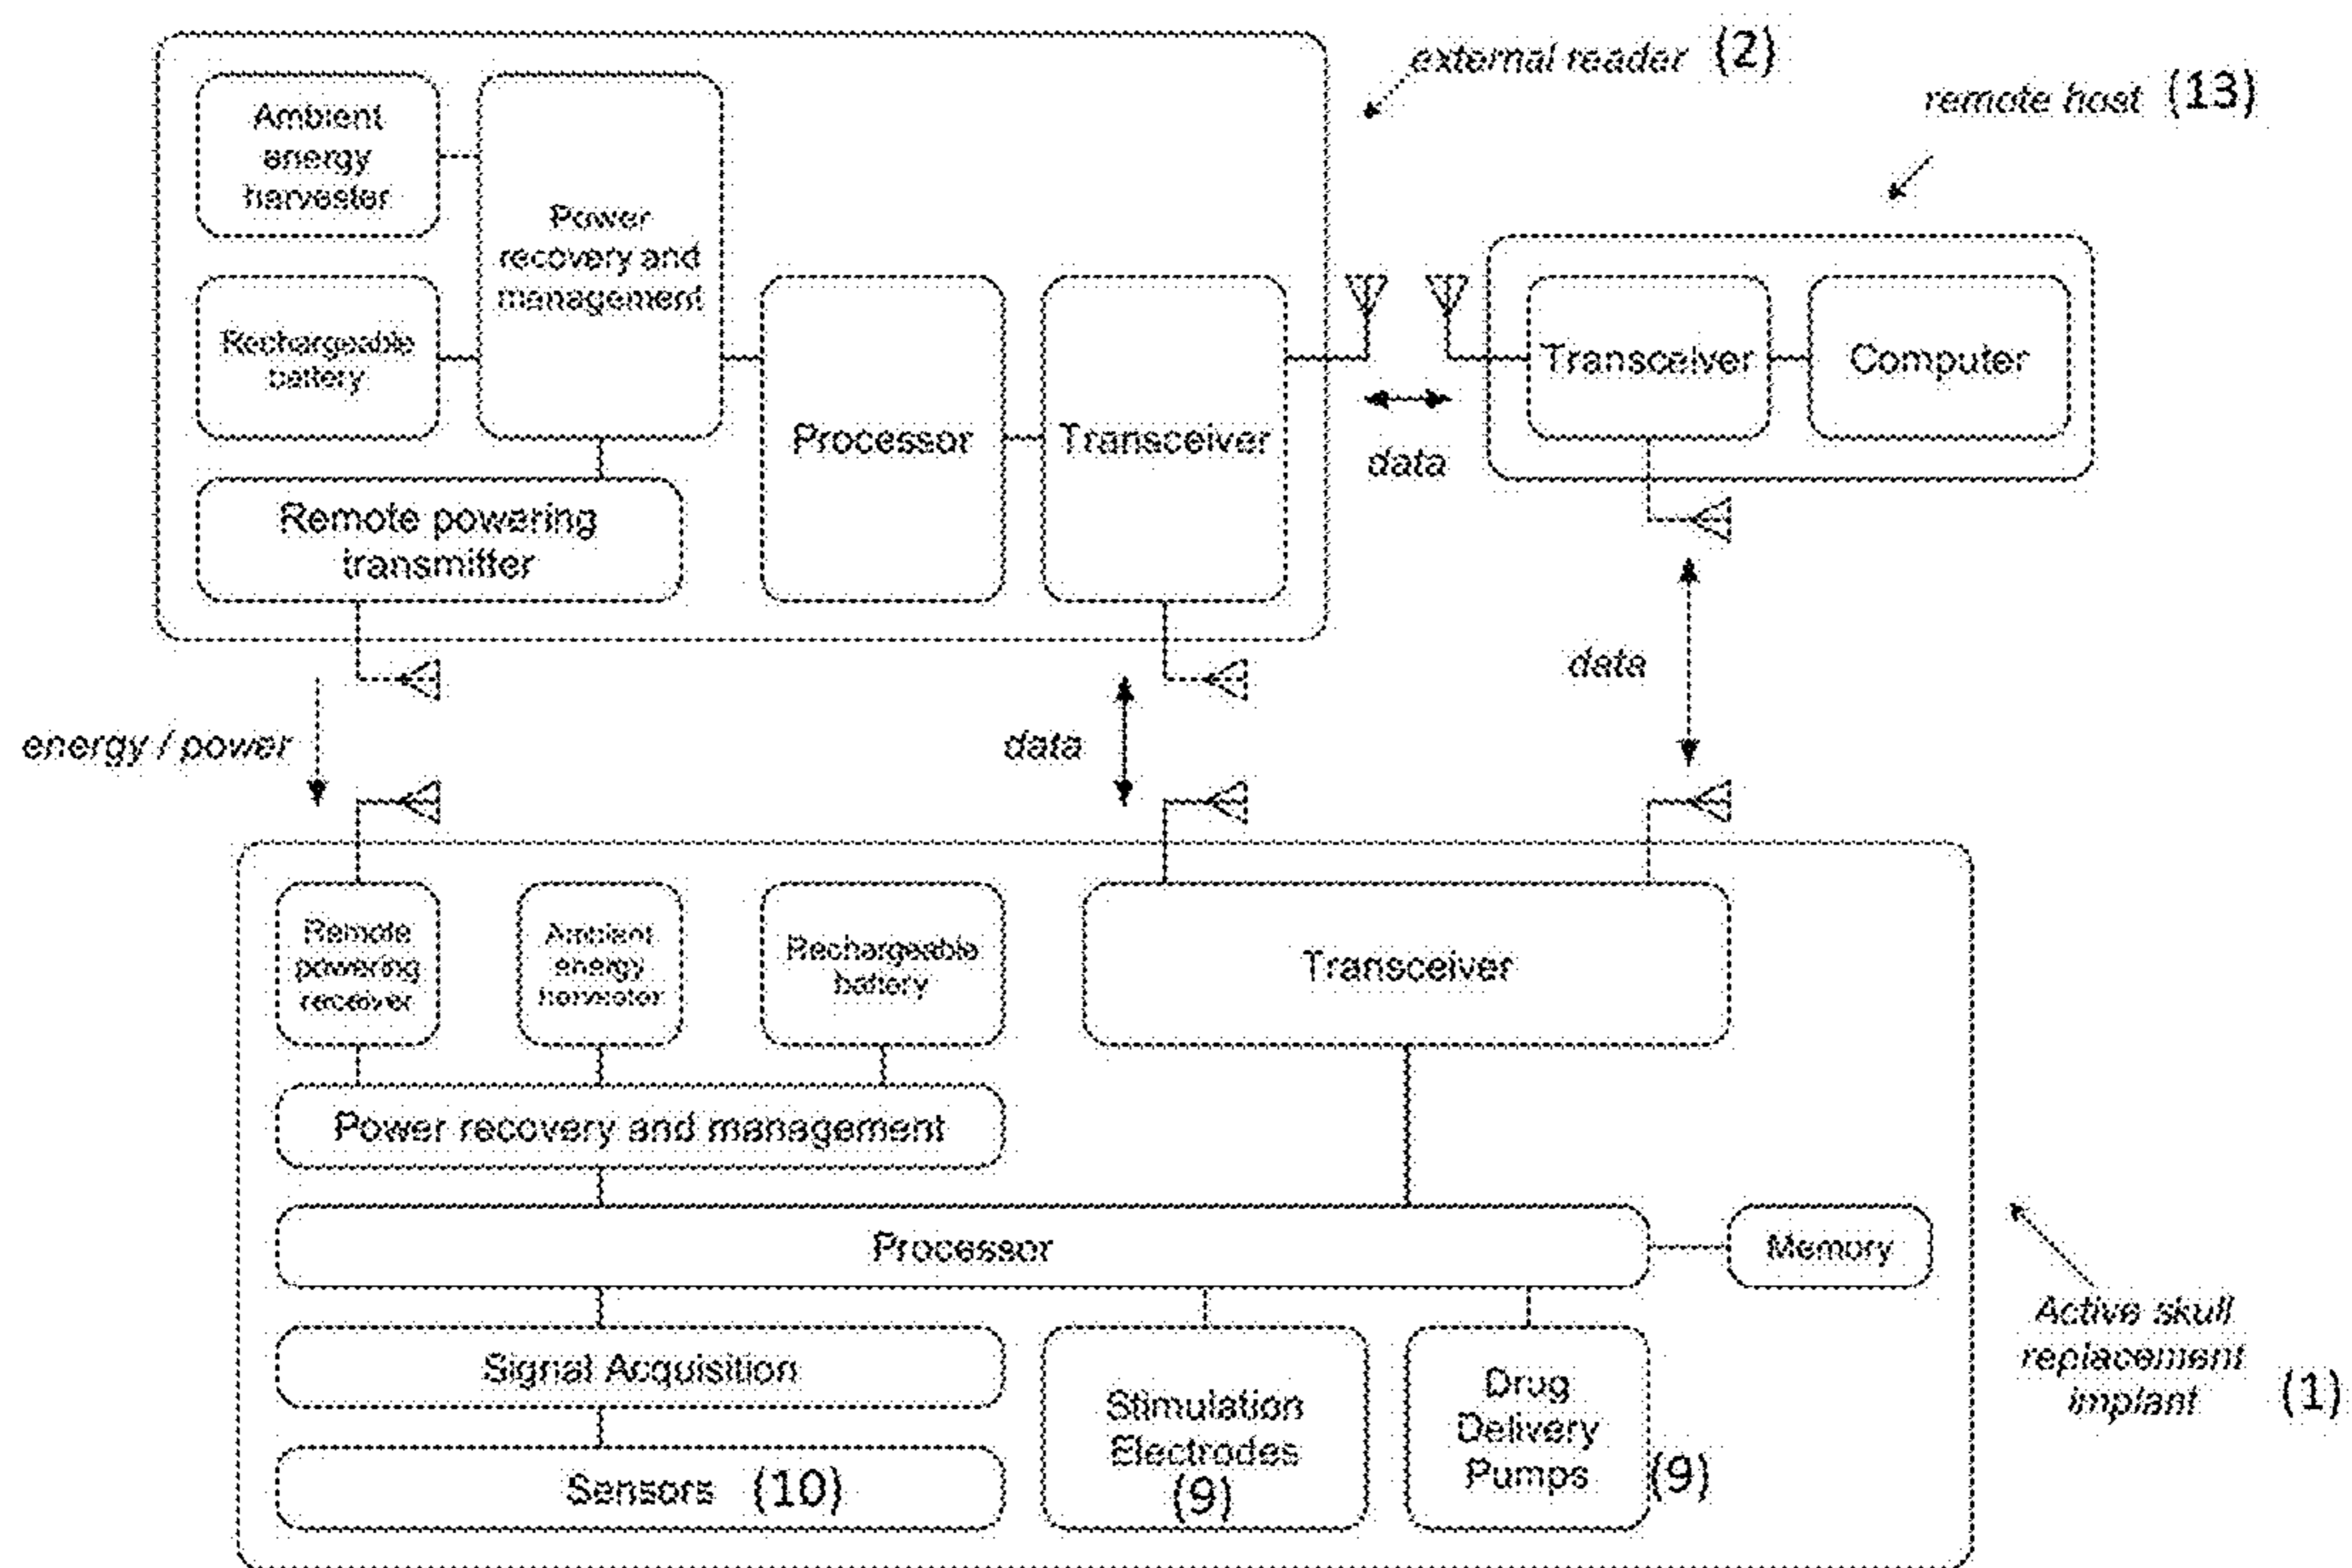 external reader (2)
remote host (13)
Ambient
energy
harvester
Power
recovery and
management
Rechargeable
battery
Processor
Transceiver
Transceiver
Computer
data
Remote powering
transmitter
energy / power
data
data
Remote
powering
receiver
Ambient
energy
harvester
Rechargeable
battery
Transceiver
Power recovery and management
Processor
Memory
Signal Acquisition
Sensors (10)
Stimulation
Electrodes
(9)
Drug
Delivery
Pumps (9)
Active skull
replacement
implant (1)